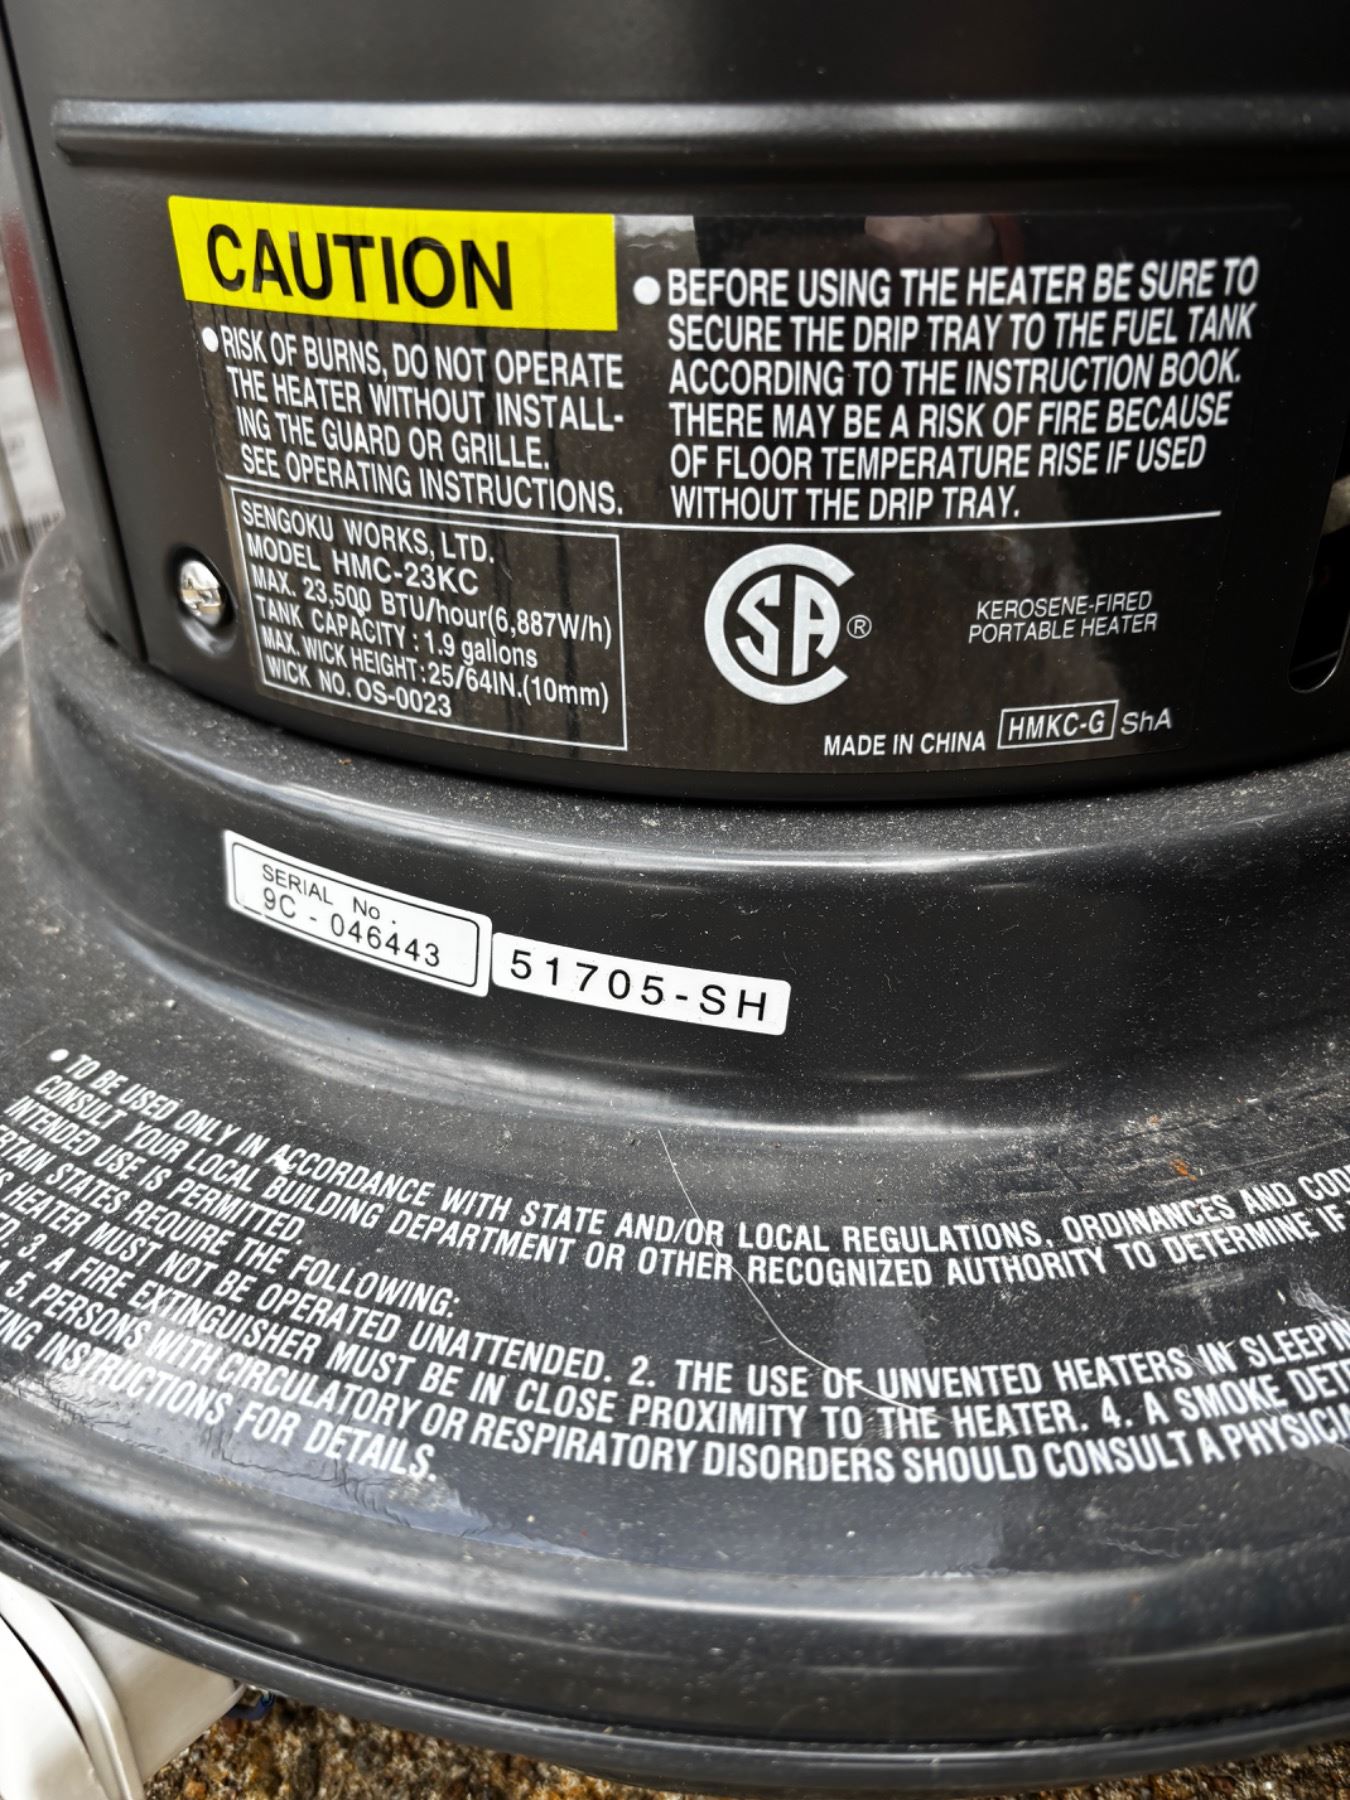 CAUTION
● RISK OF BURNS, DO NOT OPERATE
THE HEATER WITHOUT INSTALL-
ING THE GUARD OR GRILLE.
SEE OPERATING INSTRUCTIONS.
● BEFORE USING THE HEATER BE SURE TO
SECURE THE DRIP TRAY TO THE FUEL TANK
ACCORDING TO THE INSTRUCTION BOOK.
THERE MAY BE A RISK OF FIRE BECAUSE
OF FLOOR TEMPERATURE RISE IF USED
WITHOUT THE DRIP TRAY.
SENGOKU WORKS, LTD.
MODEL HMC-23KC
MAX. 23,500 BTU/hour(6,887W/h)
TANK CAPACITY : 1.9 gallons
MAX. WICK HEIGHT:25/64IN.(10mm)
WICK NO. OS-0023
CSA ®
KEROSENE-FIRED
PORTABLE HEATER
MADE IN CHINA HMKC-G ShA
SERIAL No.
9C - 046443
51705-SH
• TO BE USED ONLY IN ACCORDANCE WITH STATE AND/OR LOCAL REGULATIONS, ORDINANCES AND
CONSULT YOUR LOCAL BUILDING DEPARTMENT OR OTHER RECOGNIZED AUTHORITY TO DETERMINE IF
INTENDED USE IS PERMITTED.
STATES REQUIRE THE FOLLOWING:
HEATER MUST NOT BE OPERATED UNATTENDED. 2. THE USE OF UNVENTED HEATERS IN
3. A FIRE EXTINGUISHER MUST BE IN CLOSE PROXIMITY TO THE HEATER. 4. A SMOKE
5. PERSONS WITH CIRCULATORY OR RESPIRATORY DISORDERS SHOULD CONSULT A
INSTRUCTIONS FOR DETAILS.